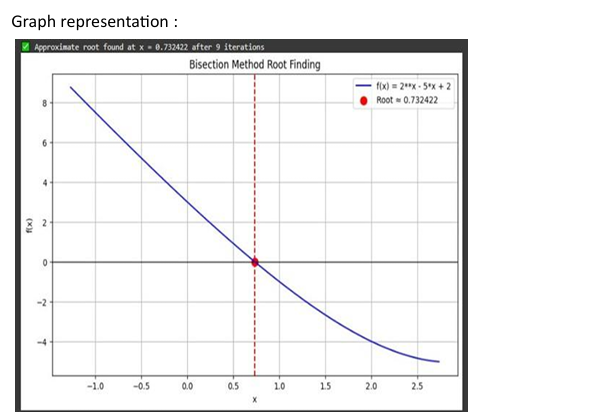 Graph representation :
✅ Approximate root found at x = 0.732422 after 9 iterations
Bisection Method Root Finding
f(x) = 2**x - 5*x + 2
Root ≈ 0.732422
8
6
4
2
0
−2
−4
f(x)
−1.0 −0.5 0.0 0.5 1.0 1.5 2.0 2.5
x